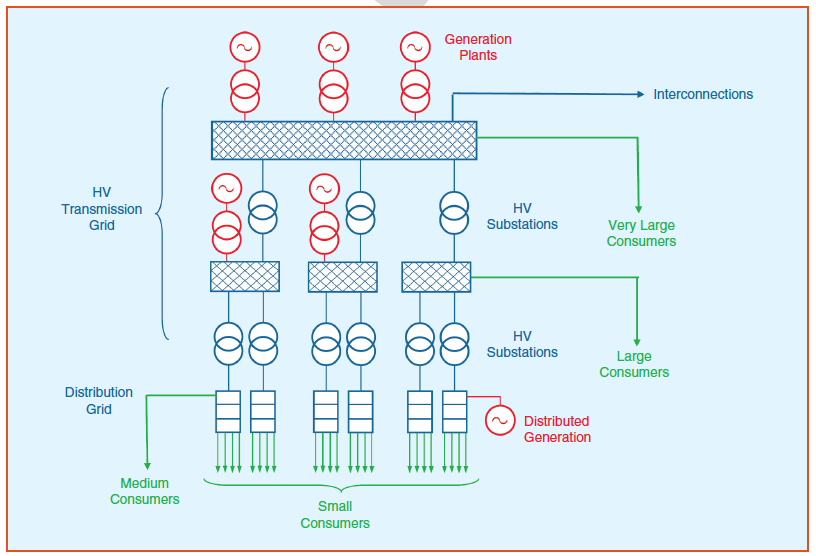 Generation
Plants
Interconnections
HV
Transmission
Grid
HV
Substations
Very Large
Consumers
HV
Substations
Large
Consumers
Distribution
Grid
Distributed
Generation
Medium
Consumers
Small
Consumers